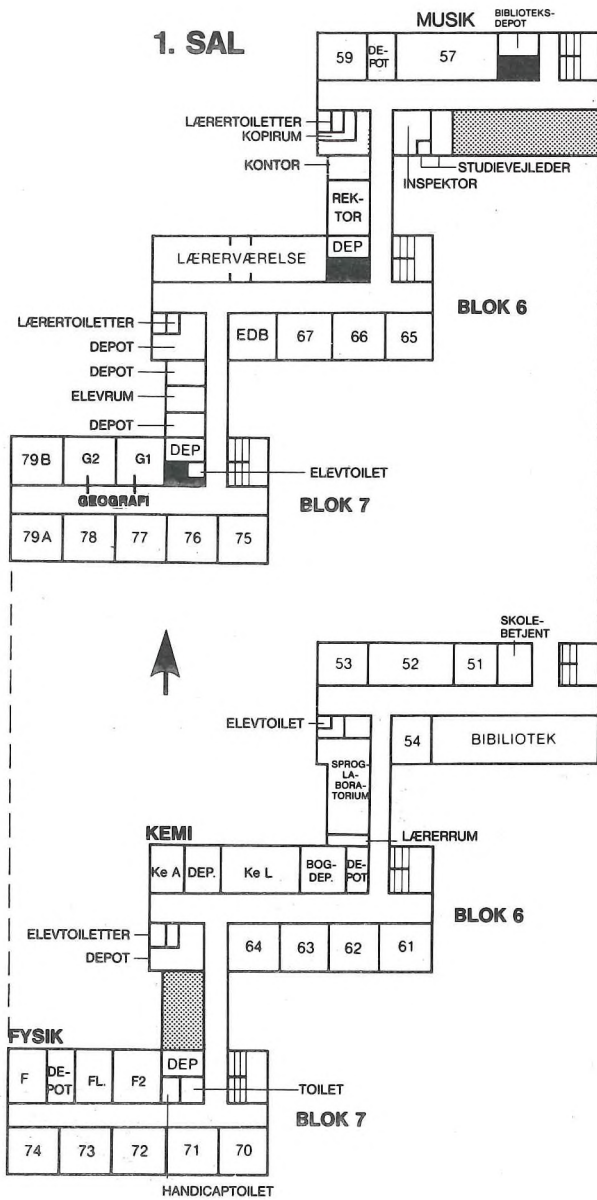 1. SAL
MUSIK
BIBLIOTEKS-
DEPOT
59
DE-
POT
57
LÆRERTOILETTER
KOPIRUM
STUDIEVEJLEDER
INSPEKTOR
KONTOR
REK-
TOR
LÆRERVÆRELSE
DEP
BLOK 6
LÆRERTOILETTER
DEPOT
EDB
67
66
65
DEPOT
ELEVRUM
DEPOT
79B
G2
G1
DEP
ELEVTOILET
GEOGRAFI
BLOK 7
79A
78
77
76
75
SKOLE-
BETJENT
53
52
51
ELEVTOILET
54
BIBILIOTEK
SPROG-
LA-
BORA-
TORIUM
LÆRERRUM
KEMI
Ke A
DEP.
Ke L
BOG-
DEP.
DE-
POT
BLOK 6
ELEVTOILETTER
DEPOT
64
63
62
61
FYSIK
F
DE-
POT
FL.
F2
DEP
TOILET
BLOK 7
74
73
72
71
70
HANDICAPTOILET